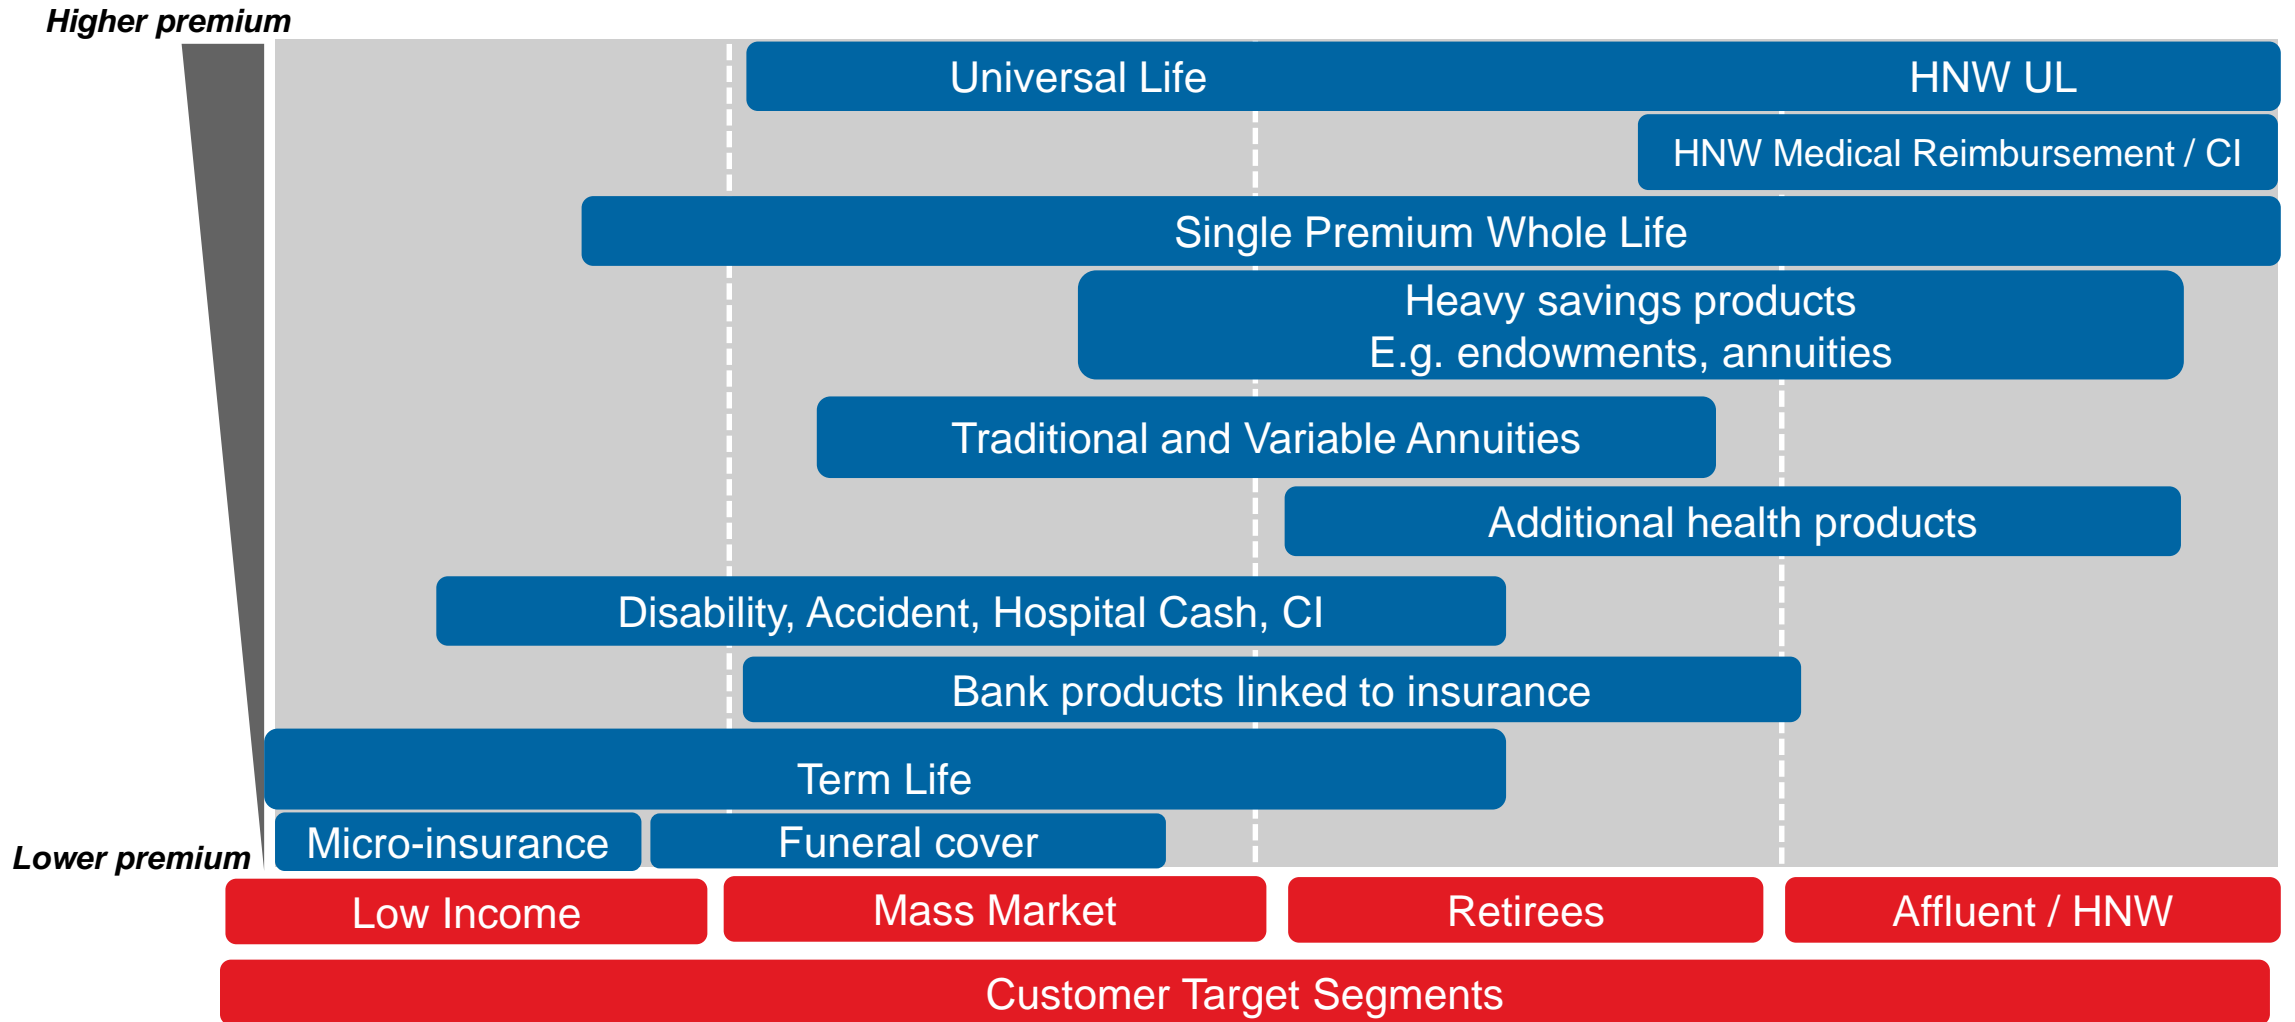 Higher premium
Universal Life
HNW UL
HNW Medical Reimbursement / CI
Single Premium Whole Life
Heavy savings products
E.g. endowments, annuities
Traditional and Variable Annuities
Additional health products
Disability, Accident, Hospital Cash, CI
Bank products linked to insurance
Term Life
Micro-insurance
Funeral cover
Lower premium
Low Income
Mass Market
Retirees
Affluent / HNW
Customer Target Segments